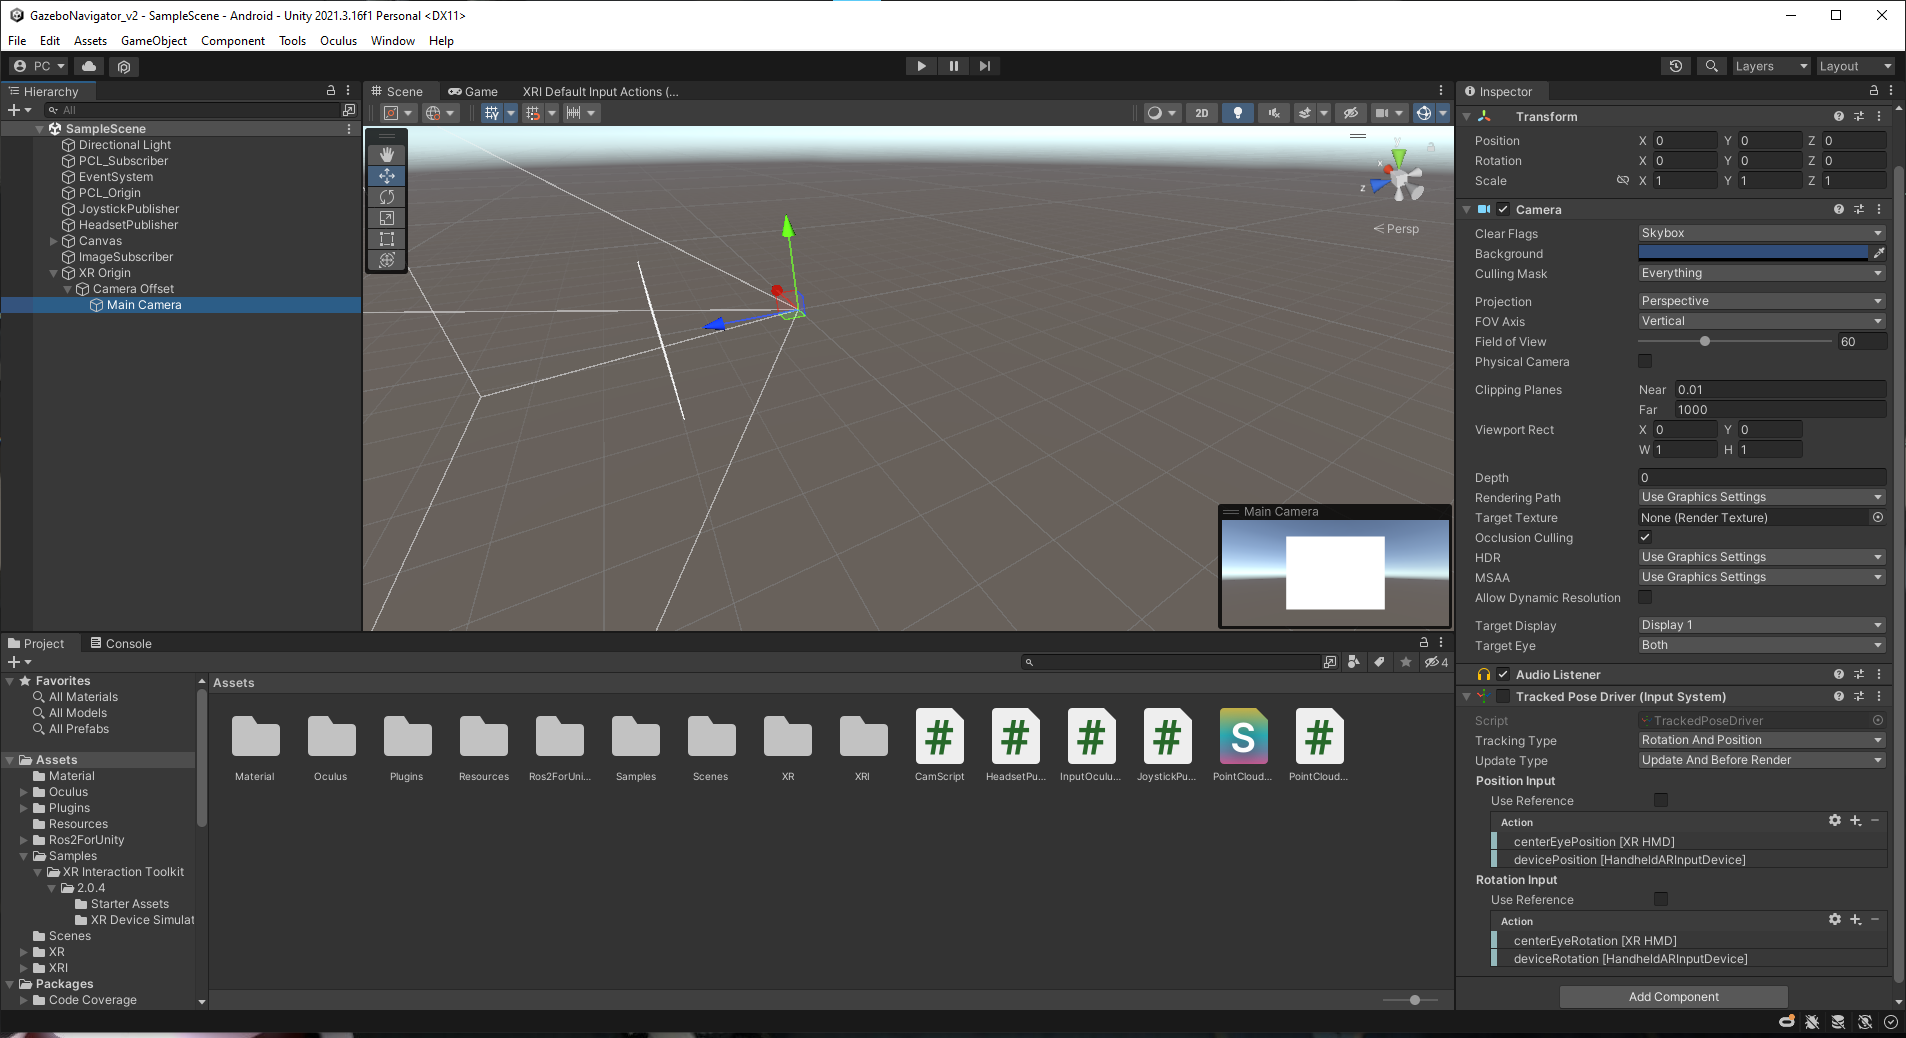 GazeboNavigator_v2 - SampleScene - Android - Unity 2021.3.16f1 Personal <DX11>
File Edit Assets GameObject Component Tools Oculus Window Help
PC
Layers Layout
Hierarchy
All
SampleScene
Directional Light
PCL_Subscriber
EventSystem
PCL_Origin
JoystickPublisher
HeadsetPublisher
Canvas
ImageSubscriber
XR Origin
Camera Offset
Main Camera
Scene Game XRI Default Input Actions (...
2D
y
x
z
Persp
Main Camera
Inspector
Transform
Position X 0 Y 0 Z 0
Rotation X 0 Y 0 Z 0
Scale X 1 Y 1 Z 1
Camera
Clear Flags Skybox
Background
Culling Mask Everything
Projection Perspective
FOV Axis Vertical
Field of View 60
Physical Camera
Clipping Planes Near 0.01
Far 1000
Viewport Rect X 0 Y 0
W 1 H 1
Depth 0
Rendering Path Use Graphics Settings
Target Texture None (Render Texture)
Occlusion Culling
HDR Use Graphics Settings
MSAA Use Graphics Settings
Allow Dynamic Resolution
Target Display Display 1
Target Eye Both
Audio Listener
Tracked Pose Driver (Input System)
Script TrackedPoseDriver
Tracking Type Rotation And Position
Update Type Update And Before Render
Position Input
Use Reference
Action
centerEyePosition [XR HMD]
devicePosition [HandheldARInputDevice]
Rotation Input
Use Reference
Action
centerEyeRotation [XR HMD]
deviceRotation [HandheldARInputDevice]
Add Component
Project Console
4
Favorites
All Materials
All Models
All Prefabs
Assets
Material
Oculus
Plugins
Resources
Ros2ForUnity
Samples
XR Interaction Toolkit
2.0.4
Starter Assets
XR Device Simulat
Scenes
XR
XRI
Packages
Code Coverage
Assets
# # # # S #
Material Oculus Plugins Resources Ros2ForUni... Samples Scenes XR XRI CamScript HeadsetPu... InputOculu... JoystickPu... PointCloud... PointCloud...